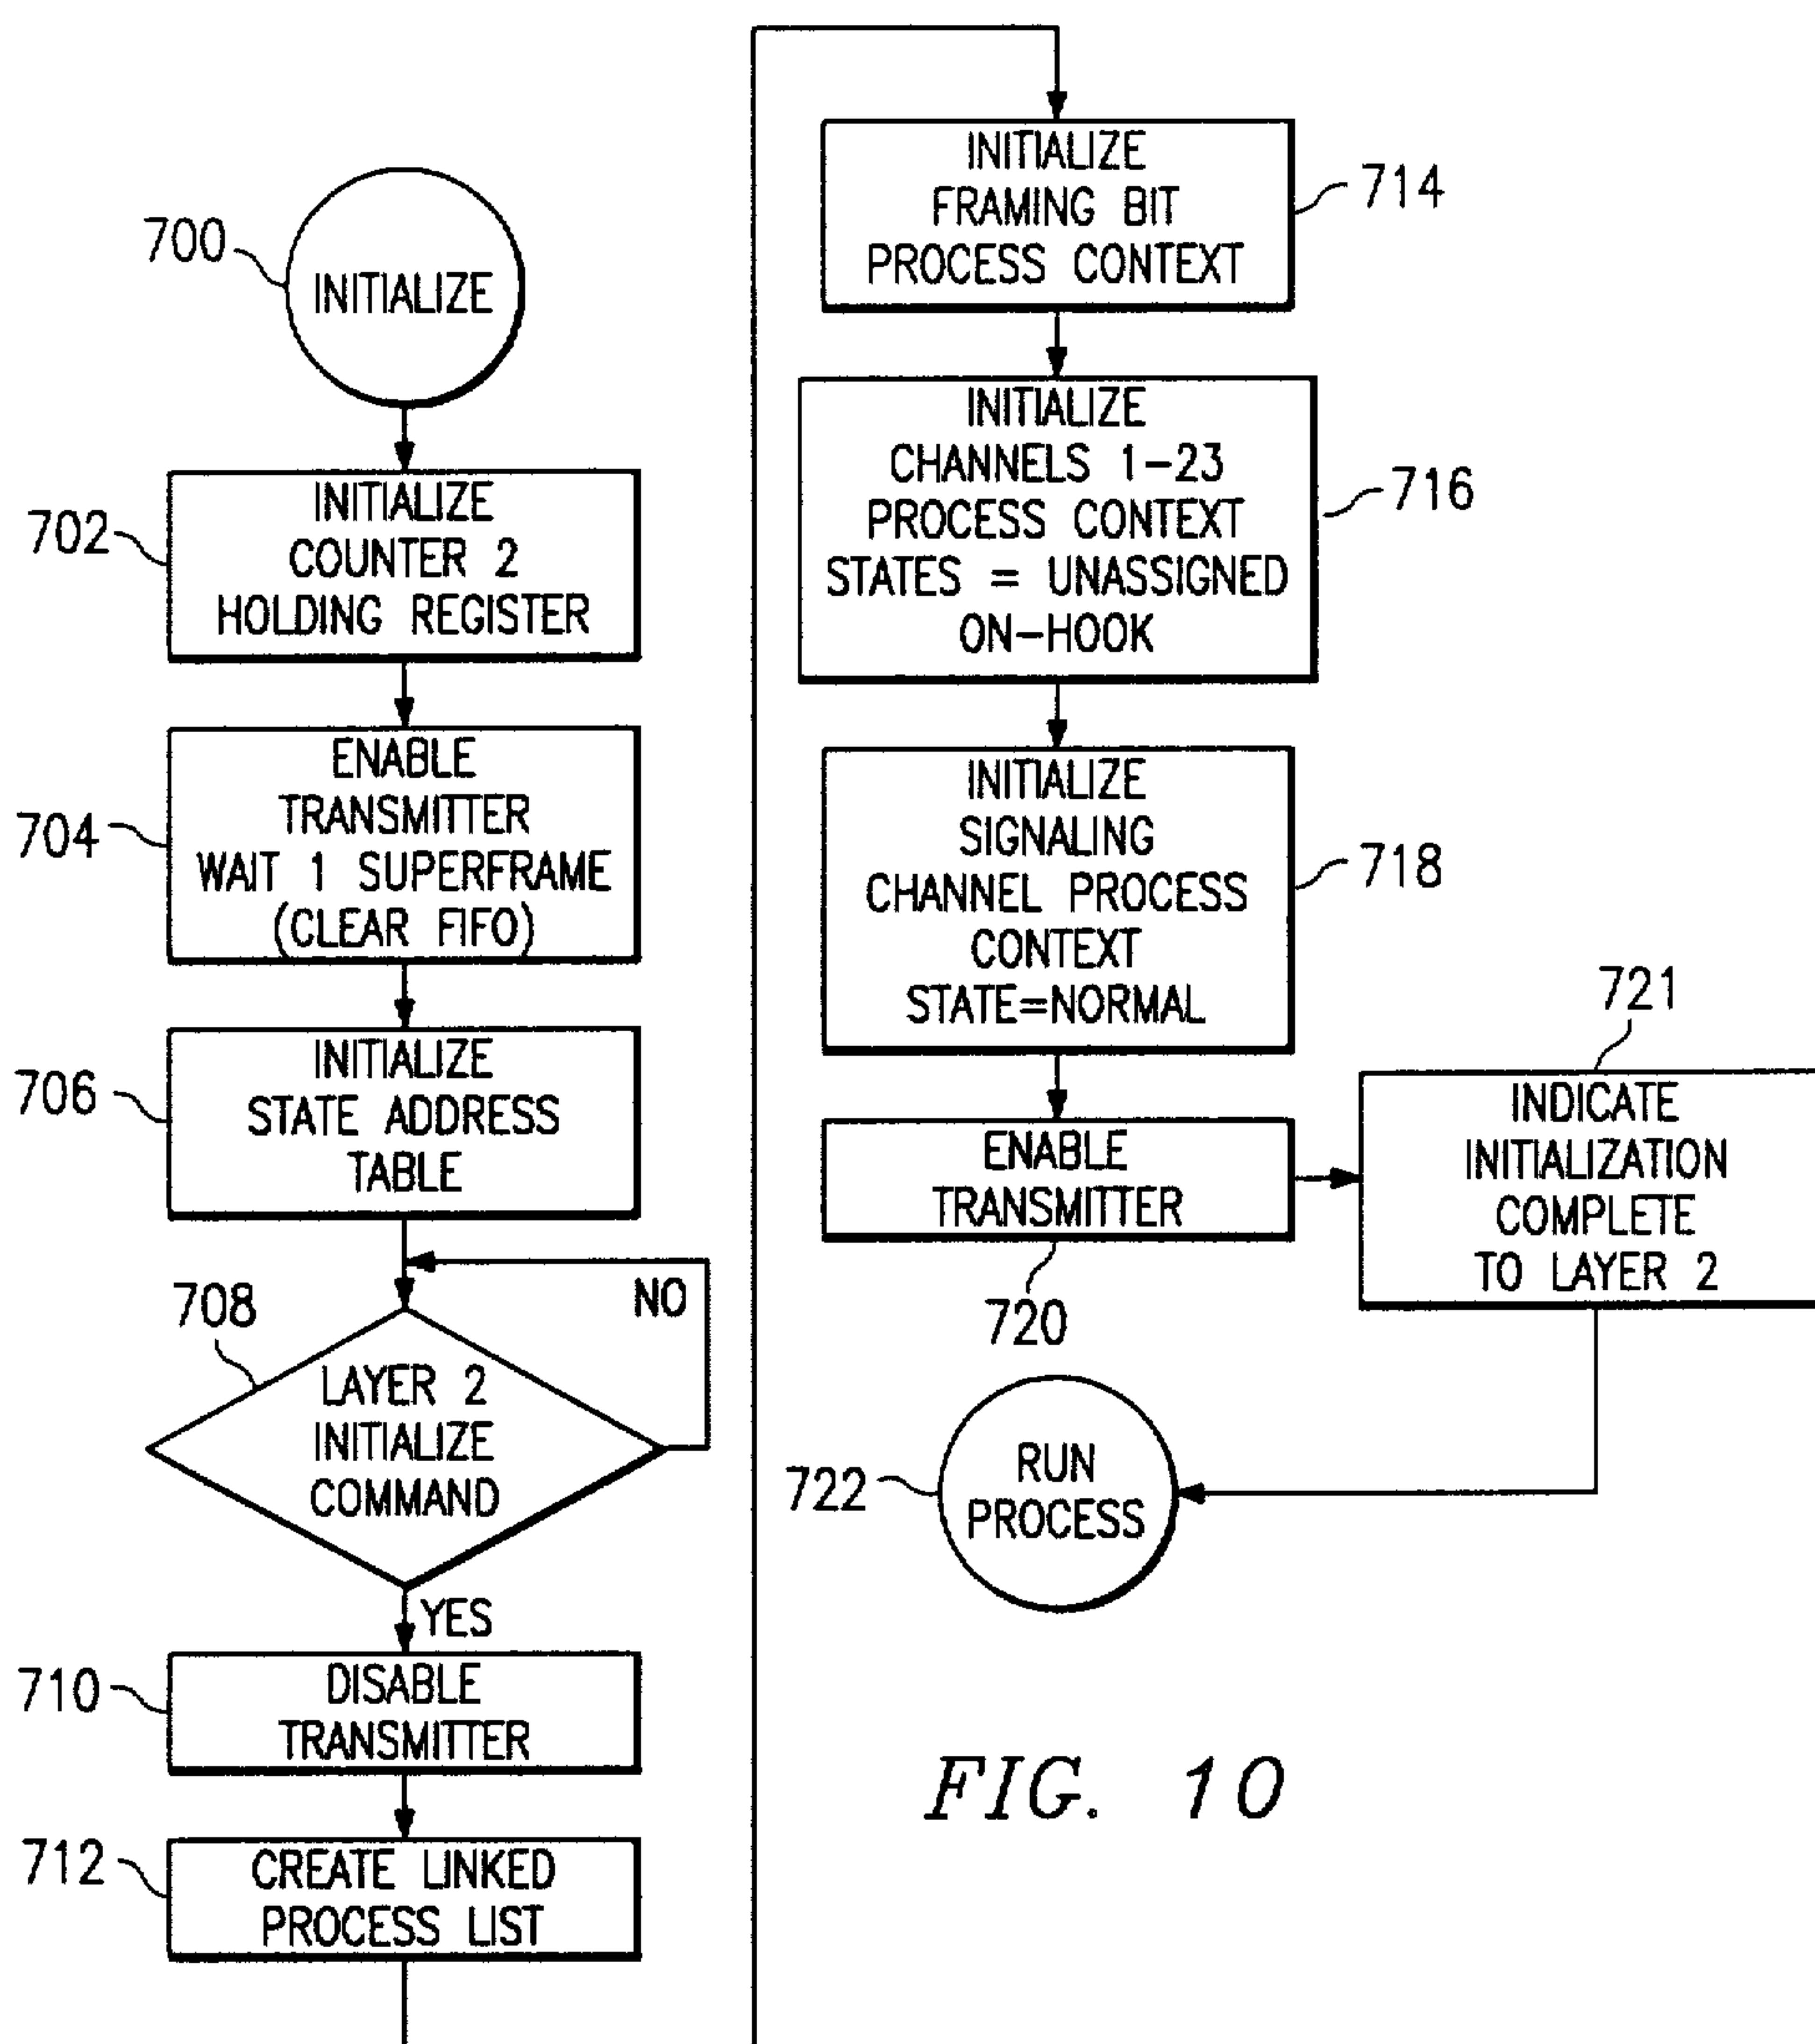 700
INITIALIZE
702
INITIALIZE
COUNTER 2
HOLDING REGISTER
704
ENABLE
TRANSMITTER
WAIT 1 SUPERFRAME
(CLEAR FIFO)
706
INITIALIZE
STATE ADDRESS
TABLE
NO
708
LAYER 2
INITIALIZE
COMMAND
YES
710
DISABLE
TRANSMITTER
712
CREATE LINKED
PROCESS LIST
INITIALIZE
FRAMING BIT
PROCESS CONTEXT
714
INITIALIZE
CHANNELS 1-23
PROCESS CONTEXT
STATES = UNASSIGNED
ON-HOOK
716
INITIALIZE
SIGNALING
CHANNEL PROCESS
CONTEXT
STATE=NORMAL
718
ENABLE
TRANSMITTER
720
721
INDICATE
INITIALIZATION
COMPLETE
TO LAYER 2
722
RUN
PROCESS
FIG. 10